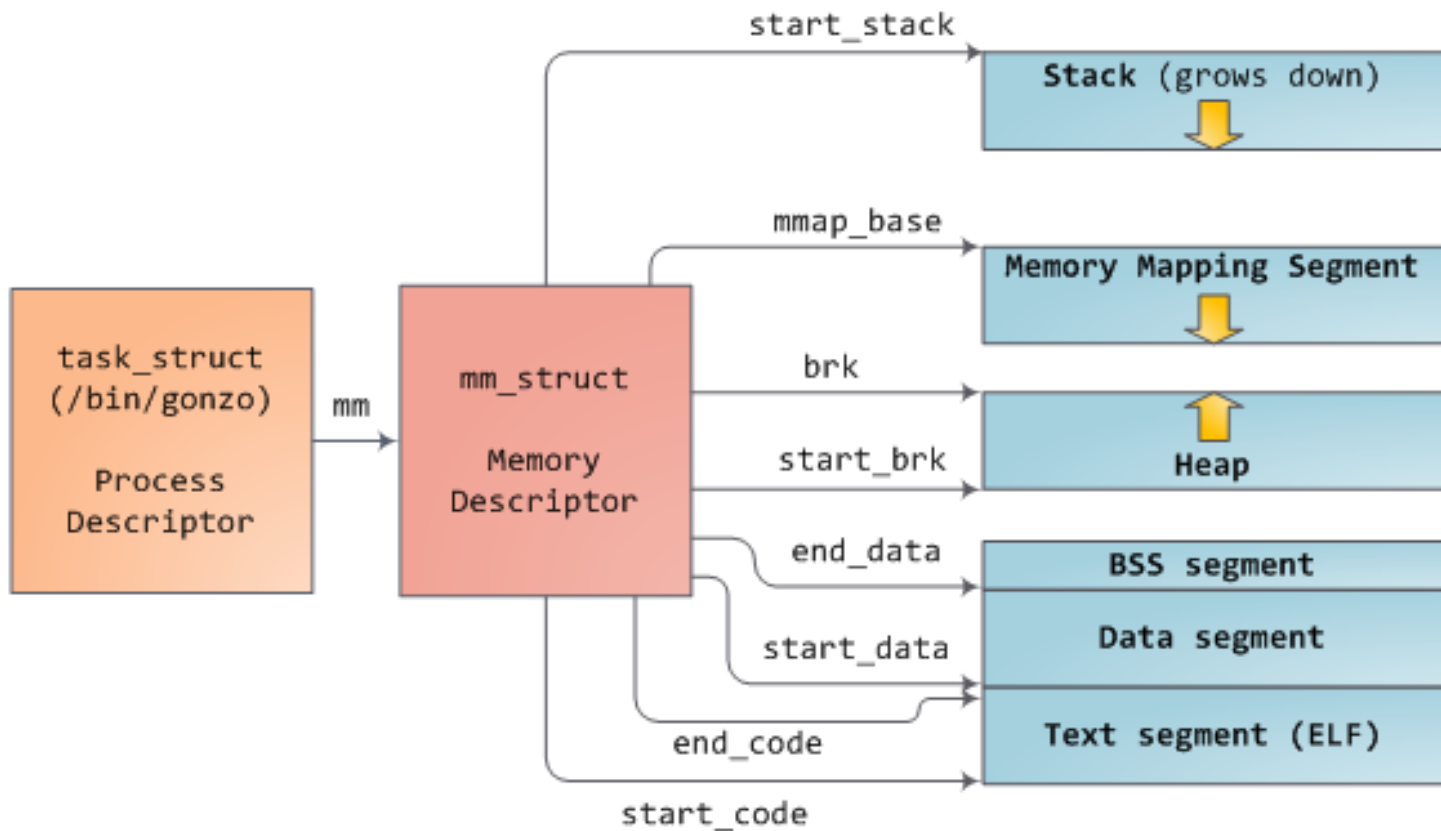 start_stack
Stack (grows down)
mmap_base
Memory Mapping Segment
task_struct
(/bin/gonzo)
Process
Descriptor
mm
mm_struct
Memory
Descriptor
brk
start_brk
Heap
end_data
BSS segment
Data segment
start_data
end_code
Text segment (ELF)
start_code